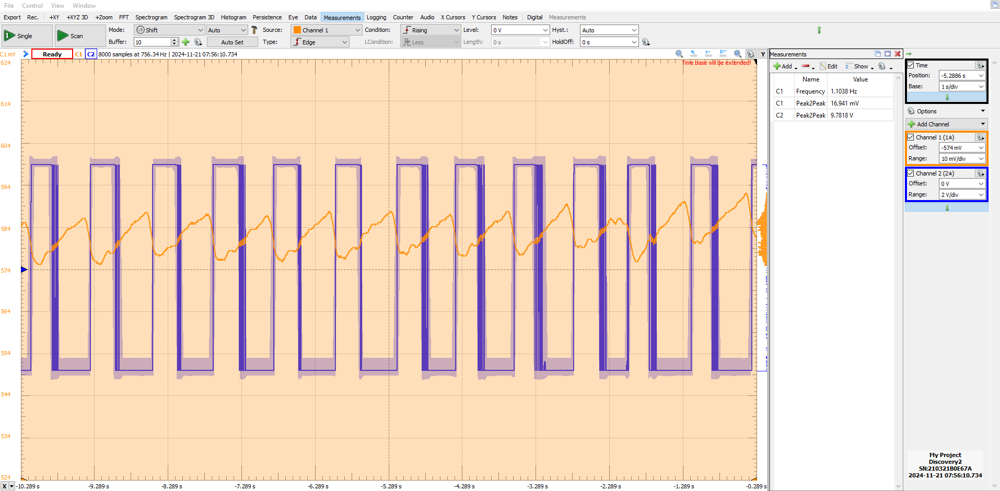 File Control View Window
Export Rec. +XY +XYZ 3D +Zoom FFT Spectrogram Spectrogram 3D Histogram Persistence Eye Data Measurements Logging Counter Audio X Cursors Y Cursors Notes Digital Measurements
1 Single Scan Mode: Shift Auto Source: Channel 1 Condition: Rising Level: 0 V Hyst.: Auto
Buffer: 10 Auto Set Type: Edge LCondition: Less Length: 0 s HoldOff: 0 s
C1 mV Ready C1 C2 8000 samples at 756.34 Hz | 2024-11-21 07:56:10.734 Y
Time base will be extended!
624
614
604
594
584
574
564
554
544
534
524
X -10.289 s -9.289 s -8.289 s -7.289 s -6.289 s -5.289 s -4.289 s -3.289 s -2.289 s -1.289 s -0.289 s
Measurements
Add Edit Show
Name Value
C1 Frequency 1.1038 Hz
C1 Peak2Peak 16.941 mV
C2 Peak2Peak 9.7818 V
Time
Position: -5.2886 s
Base: 1 s/div
Options
Add Channel
Channel 1 (1±)
Offset: -574 mV
Range: 10 mV/div
Channel 2 (2±)
Offset: 0 V
Range: 2 V/div
My Project
Discovery2
SN:210321B0E67A
2024-11-21 07:56:10.734